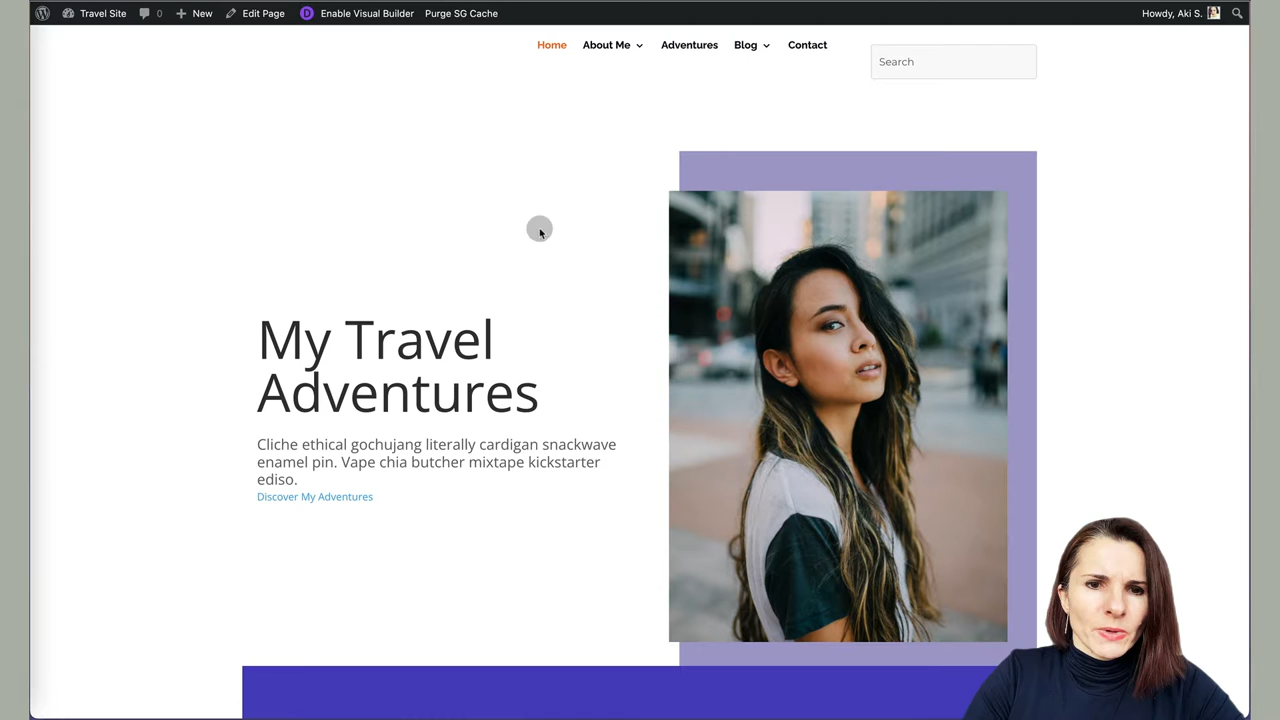 Travel Site 0 New Edit Page D Enable Visual Builder Purge SG Cache Howdy, Aki S.
Home About Me Adventures Blog Contact
Search
My Travel
Adventures
Cliche ethical gochujang literally cardigan snackwave
enamel pin. Vape chia butcher mixtape kickstarter
ediso.
Discover My Adventures